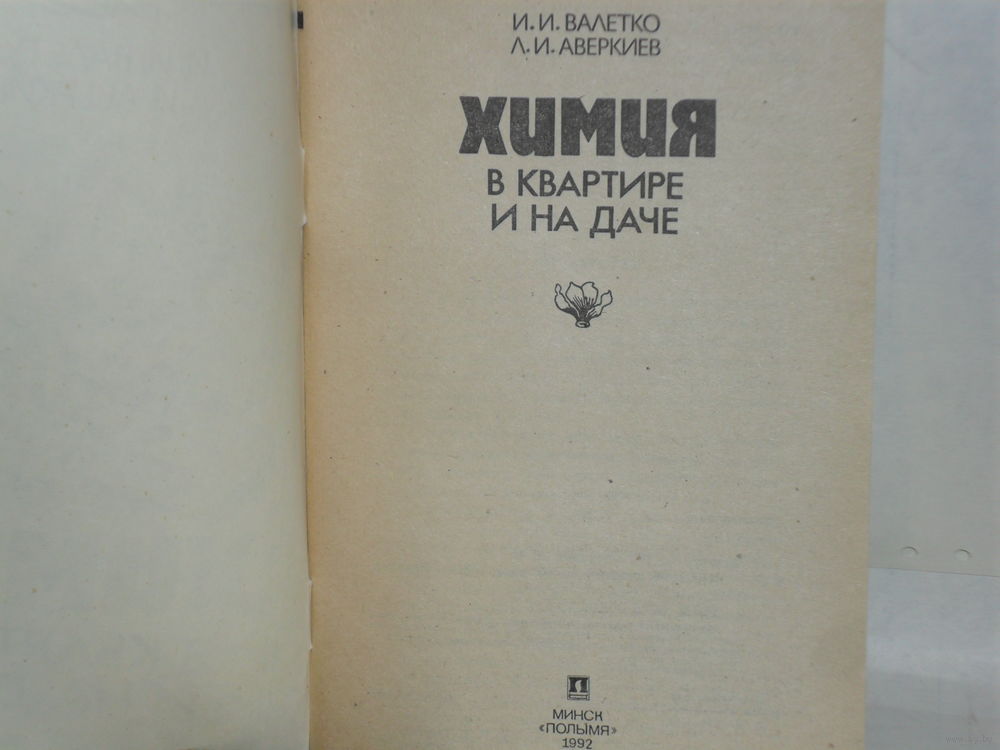 И. И. ВАЛЕТКО
Л. И. АВЕРКИЕВ
ХИМИЯ
В КВАРТИРЕ
И НА ДАЧЕ
МИНСК
«ПОЛЫМЯ»
1992